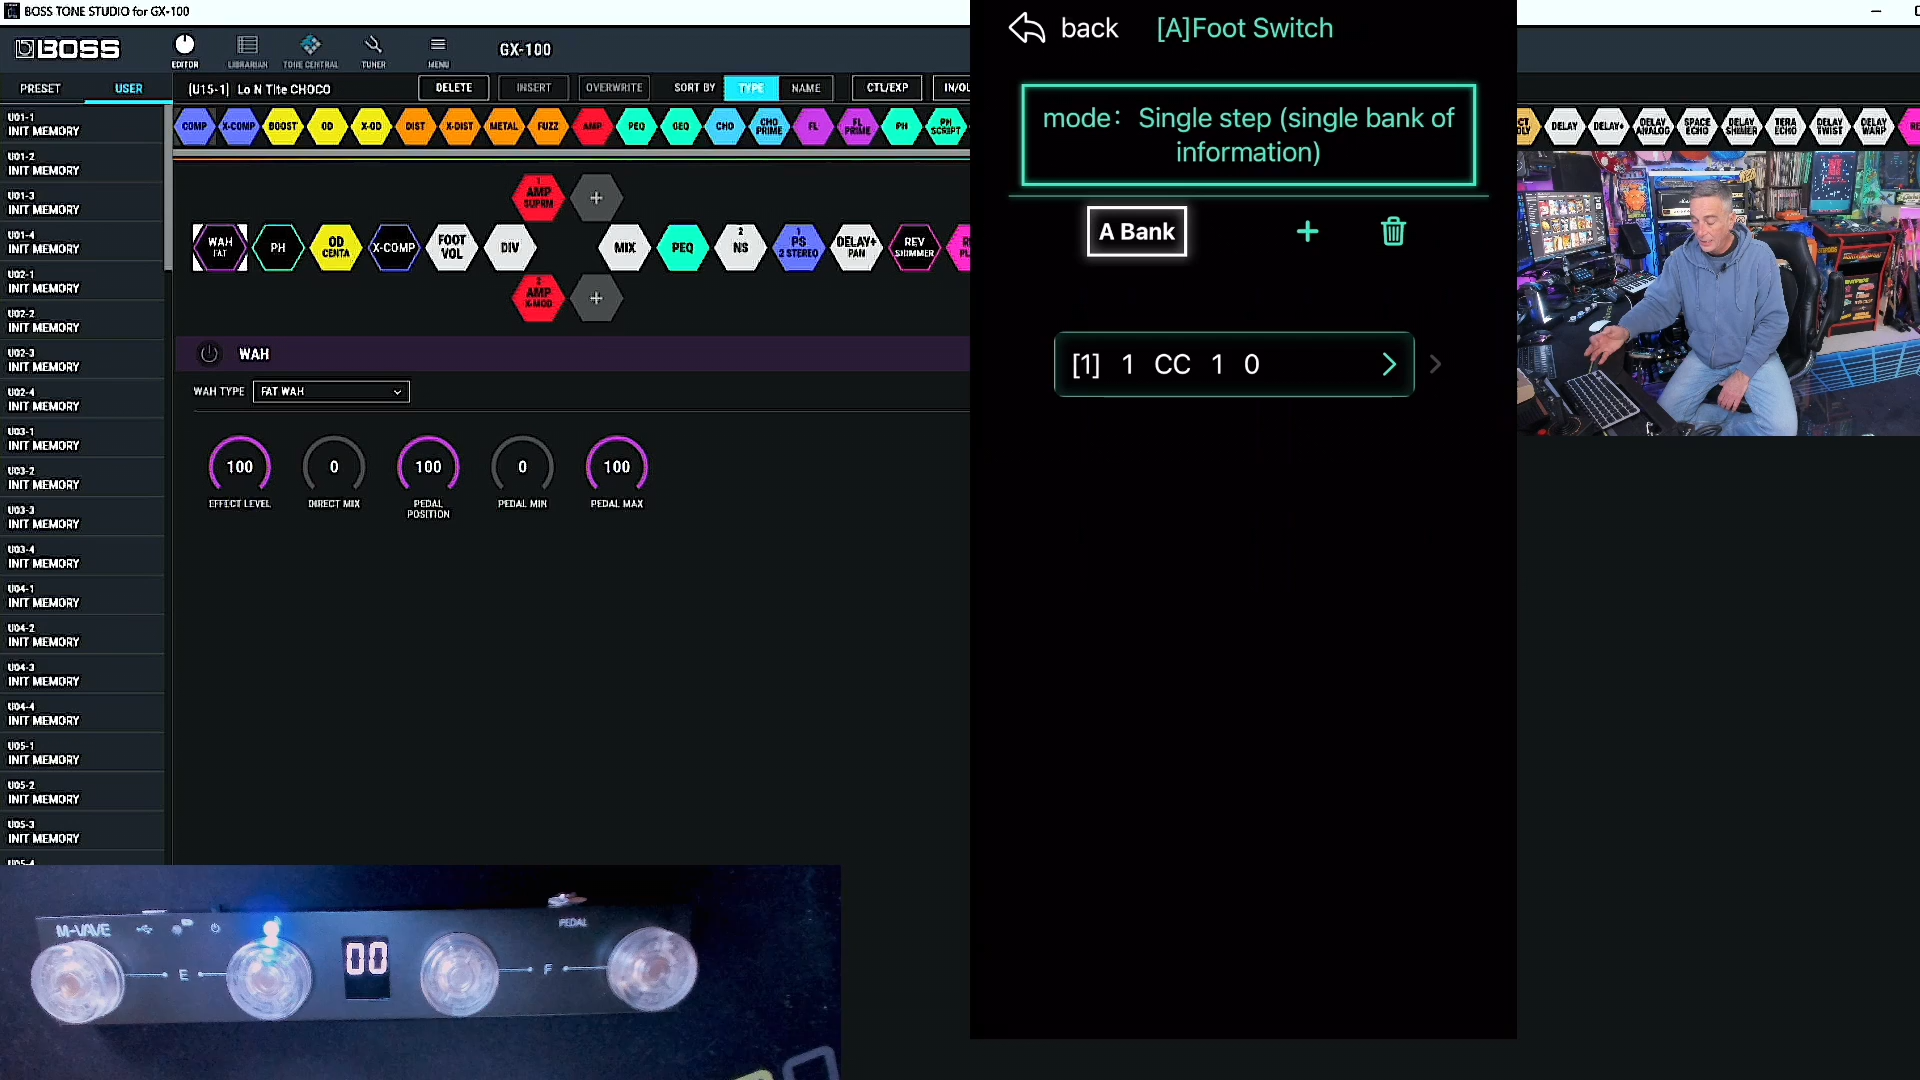 BOSS TONE STUDIO for GX-100
BOSS
EDITOR
LIBRARIAN
TONE CENTRAL
TUNER
MENU
GX-100
PRESET
USER
[U15-1] Lo N Tite CHOCO
DELETE
INSERT
OVERWRITE
SORT BY
TYPE
NAME
CTL/EXP
COMP
X-COMP
BOOST
OD
X-OD
DIST
X-DIST
METAL
FUZZ
AMP
PEQ
GEQ
CHO
CHO PRIME
FL
FL PRIME
PH
PH SCRIPT
DELAY
DELAY+
DELAY ANALOG
SPACE ECHO
DELAY SHIMER
TERA ECHO
DELAY TWIST
DELAY WARP
U01-1
INIT MEMORY
U01-2
INIT MEMORY
U01-3
INIT MEMORY
U01-4
INIT MEMORY
U02-1
INIT MEMORY
U02-2
INIT MEMORY
U02-3
INIT MEMORY
U02-4
INIT MEMORY
U03-1
INIT MEMORY
U03-2
INIT MEMORY
U03-3
INIT MEMORY
U03-4
INIT MEMORY
U04-1
INIT MEMORY
U04-2
INIT MEMORY
U04-3
INIT MEMORY
U04-4
INIT MEMORY
U05-1
INIT MEMORY
U05-2
INIT MEMORY
U05-3
INIT MEMORY
U05-4
1
AMP
SUPRM
WAH
FAT
PH
OD
CENTA
X-COMP
FOOT
VOL
DIV
MIX
PEQ
2
NS
1
PS
2 STEREO
DELAY+
PAN
REV
SHIMMER
2
AMP
X-MOD
WAH
WAH TYPE
FAT WAH
100
0
100
0
100
EFFECT LEVEL
DIRECT MIX
PEDAL POSITION
PEDAL MIN
PEDAL MAX
back
[A]Foot Switch
mode: Single step (single bank of
information)
A Bank
[1] 1 CC 1 0
M-VAVE
PEDAL
E
00
F